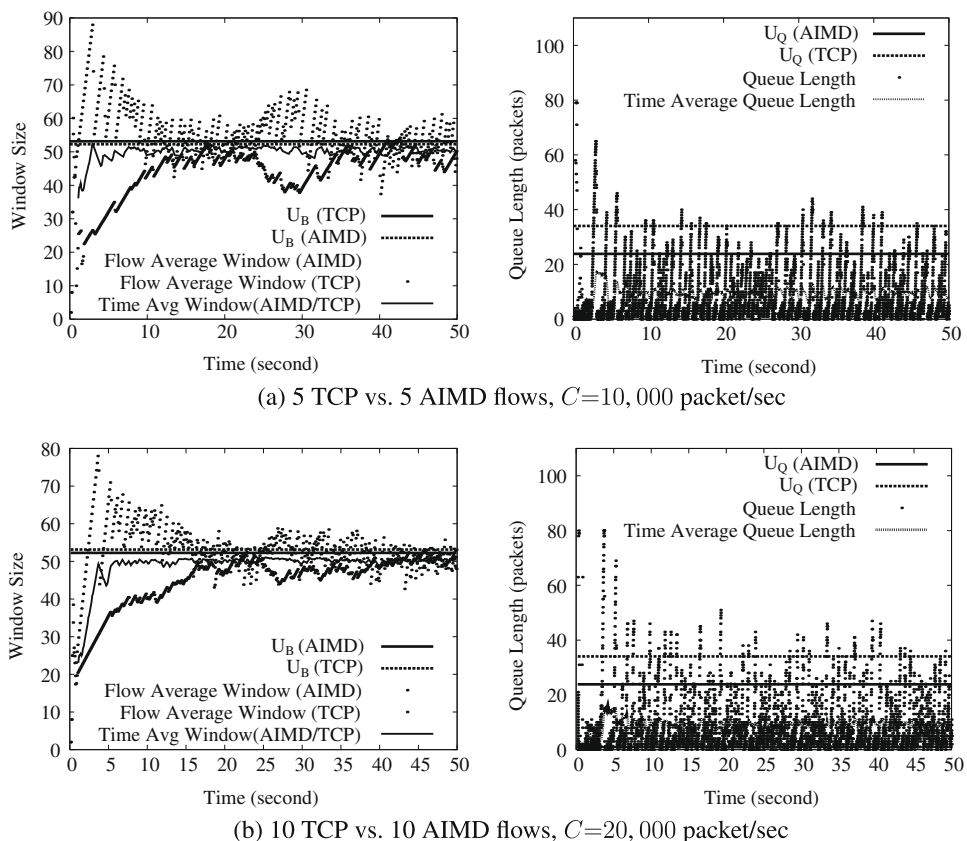 90
80
70
60
50
40
30
20
10
0
Window Size
U_B (TCP)
U_B (AIMD)
Flow Average Window (AIMD)
Flow Average Window (TCP)
Time Avg Window(AIMD/TCP)
0 10 20 30 40 50
Time (second)
100
80
60
40
20
0
Queue Length (packets)
U_Q (AIMD)
U_Q (TCP)
Queue Length
Time Average Queue Length
0 5 10 15 20 25 30 35 40 45 50
Time (second)
(a) 5 TCP vs. 5 AIMD flows, C=10, 000 packet/sec
80
70
60
50
40
30
20
10
0
Window Size
U_B (AIMD)
U_B (TCP)
Flow Average Window (AIMD)
Flow Average Window (TCP)
Time Avg Window(AIMD/TCP)
0 5 10 15 20 25 30 35 40 45 50
Time (second)
100
80
60
40
20
0
Queue Length (packets)
U_Q (AIMD)
U_Q (TCP)
Queue Length
Time Average Queue Length
0 5 10 15 20 25 30 35 40 45 50
Time (second)
(b) 10 TCP vs. 10 AIMD flows, C=20, 000 packet/sec